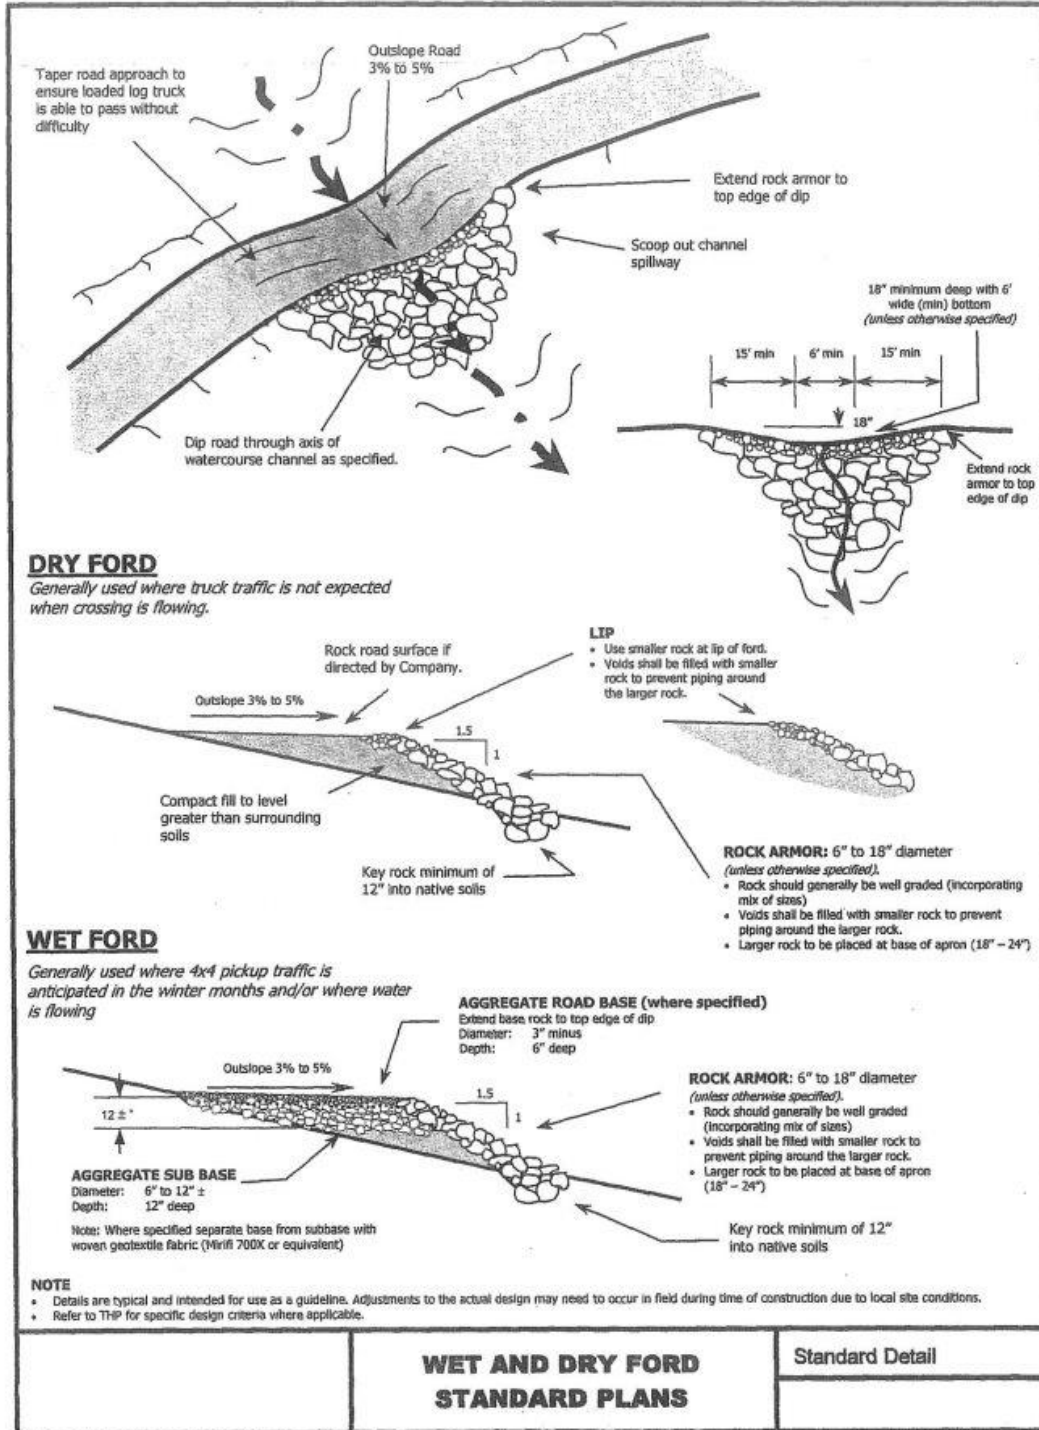 Outslope Road
3% to 5%
Taper road approach to
ensure loaded log truck
is able to pass without
difficulty
Extend rock armor to
top edge of dip
Scoop out channel
spillway
18" minimum deep with 6'
wide (min) bottom
(unless otherwise specified)
15' min
6' min
15' min
18"
Dip road through axis of
watercourse channel as specified.
Extend rock
armor to top
edge of dip
DRY FORD
Generally used where truck traffic is not expected
when crossing is flowing.
Rock road surface if
directed by Company.
LIP
• Use smaller rock at lip of ford.
• Voids shall be filled with smaller
rock to prevent piping around
the larger rock.
Outslope 3% to 5%
1.5
1
Compact fill to level
greater than surrounding
soils
Key rock minimum of
12" into native soils
ROCK ARMOR: 6" to 18" diameter
(unless otherwise specified).
• Rock should generally be well graded (incorporating
mix of sizes)
• Voids shall be filled with smaller rock to prevent
piping around the larger rock.
• Larger rock to be placed at base of apron (18" – 24")
WET FORD
Generally used where 4x4 pickup traffic is
anticipated in the winter months and/or where water
is flowing
AGGREGATE ROAD BASE (where specified)
Extend base rock to top edge of dip
Diameter: 3" minus
Depth: 6" deep
Outslope 3% to 5%
1.5
1
12 ± "
ROCK ARMOR: 6" to 18" diameter
(unless otherwise specified).
• Rock should generally be well graded
(incorporating mix of sizes)
• Voids shall be filled with smaller rock to
prevent piping around the larger rock.
• Larger rock to be placed at base of apron
(18" – 24")
AGGREGATE SUB BASE
Diameter: 6" to 12" ±
Depth: 12" deep
Note: Where specified separate base from subbase with
woven geotextile fabric (Mirifi 700X or equivalent)
Key rock minimum of 12"
into native soils
NOTE
• Details are typical and intended for use as a guideline. Adjustments to the actual design may need to occur in field during time of construction due to local site conditions.
• Refer to THP for specific design criteria where applicable.
WET AND DRY FORD
STANDARD PLANS
Standard Detail